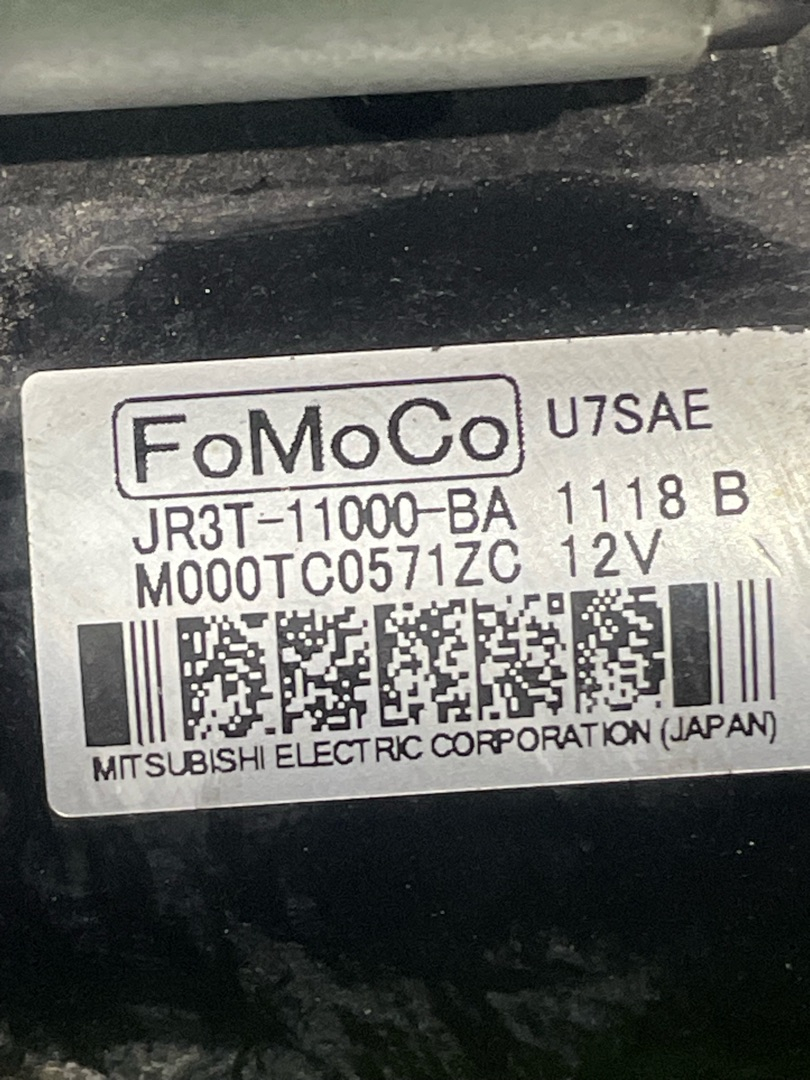 FoMoCo U7SAE
JR3T-11000-BA 1118 B
M000TC0571ZC 12V
MITSUBISHI ELECTRIC CORPORATION (JAPAN)